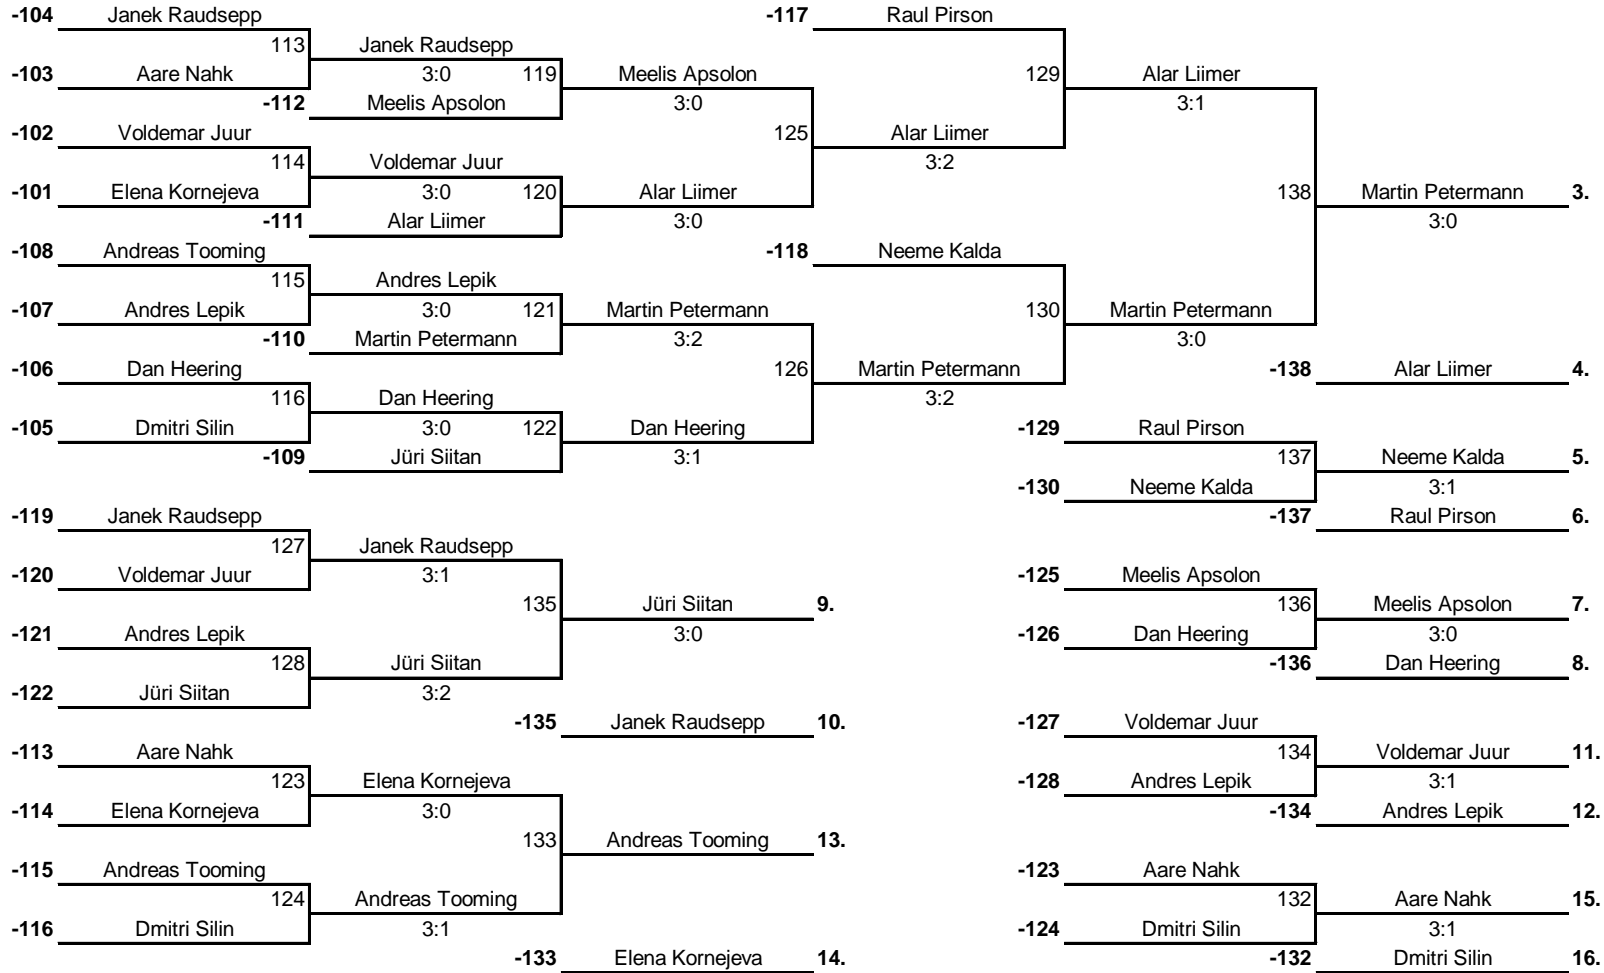 -104 Janek Raudsepp -117 Raul Pirson
113 Janek Raudsepp
-103 Aare Nahk 3:0 119 Meelis Apsolon 129 Alar Liimer
-112 Meelis Apsolon 3:0 3:1
-102 Voldemar Juur 125 Alar Liimer
114 Voldemar Juur 3:2
-101 Elena Kornejeva 3:0 120 Alar Liimer 138 Martin Petermann 3.
-111 Alar Liimer 3:0 3:0
-108 Andreas Tooming -118 Neeme Kalda
115 Andres Lepik
-107 Andres Lepik 3:0 121 Martin Petermann 130 Martin Petermann
-110 Martin Petermann 3:2 3:0
-106 Dan Heering 126 Martin Petermann -138 Alar Liimer 4.
116 Dan Heering 3:2
-105 Dmitri Silin 3:0 122 Dan Heering -129 Raul Pirson
-109 Jüri Siitan 3:1 137 Neeme Kalda 5.
-130 Neeme Kalda 3:1
-119 Janek Raudsepp -137 Raul Pirson 6.
127 Janek Raudsepp
-120 Voldemar Juur 3:1 -125 Meelis Apsolon
135 Jüri Siitan 9. 136 Meelis Apsolon 7.
-121 Andres Lepik 3:0 -126 Dan Heering 3:0
128 Jüri Siitan -136 Dan Heering 8.
-122 Jüri Siitan 3:2
-135 Janek Raudsepp 10. -127 Voldemar Juur
-113 Aare Nahk 134 Voldemar Juur 11.
123 Elena Kornejeva -128 Andres Lepik 3:1
-114 Elena Kornejeva 3:0 -134 Andres Lepik 12.
133 Andreas Tooming 13.
-115 Andreas Tooming -123 Aare Nahk
124 Andreas Tooming 132 Aare Nahk 15.
-116 Dmitri Silin 3:1 -124 Dmitri Silin 3:1
-133 Elena Kornejeva 14. -132 Dmitri Silin 16.